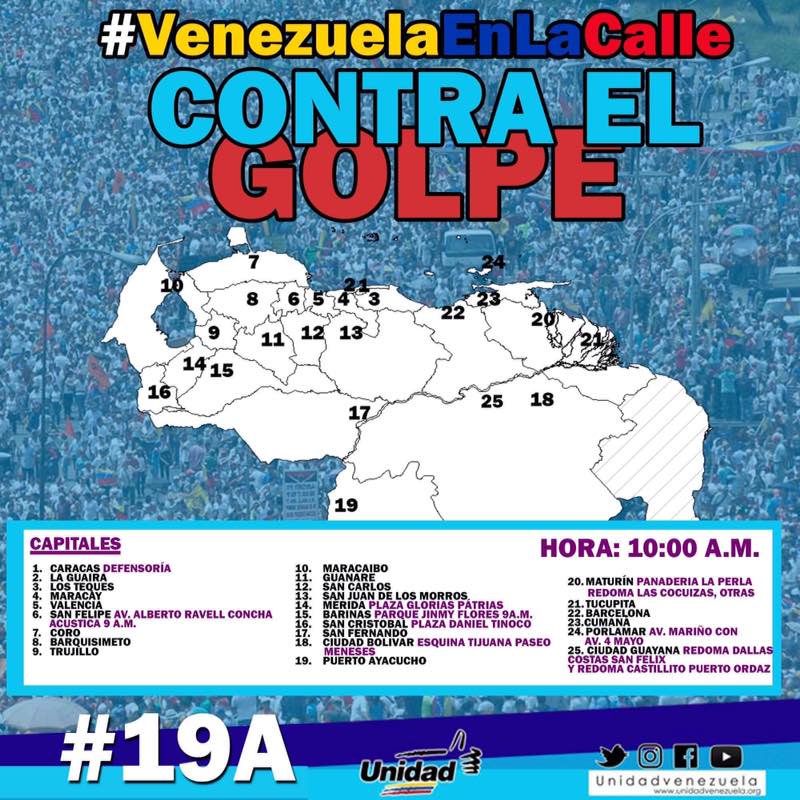 #VenezuelaEnLaCalle
CONTRA EL
GOLPE
7
24
10
21
8
6
5
4
3
23
22
20
9
11
12
13
21
14
15
16
17
25
18
19
CAPITALES
HORA: 10:00 A.M.
1. CARACAS DEFENSORÍA
2. LA GUAIRA
3. LOS TEQUES
4. MARACAY
5. VALENCIA
6. SAN FELIPE AV. ALBERTO RAVELL CONCHA
ACUSTICA 9 A.M.
7. CORO
8. BARQUISIMETO
9. TRUJILLO
10. MARACAIBO
11. GUANARE
12. SAN CARLOS
13. SAN JUAN DE LOS MORROS
14. MERIDA PLAZA GLORIAS PÁTRIAS
15. BARINAS PARQUE JINMY FLORES 9A.M.
16. SAN CRISTOBAL PLAZA DANIEL TINOCO
17. SAN FERNANDO
18. CIUDAD BOLIVAR ESQUINA TIJUANA PASEO
MENESES
19. PUERTO AYACUCHO
20. MATURÍN PANADERIA LA PERLA
REDOMA LAS COCUIZAS, OTRAS
21. TUCUPITA
22. BARCELONA
23. CUMANÁ
24. PORLAMAR AV. MARIÑO CON
AV. 4 MAYO
25. CIUDAD GUAYANA REDOMA DALLAS
COSTAS SAN FELIX
Y REDOMA CASTILLITO PUERTO ORDAZ
#19A
Unidad
Unidadvenezuela
www.unidadvenezuela.org